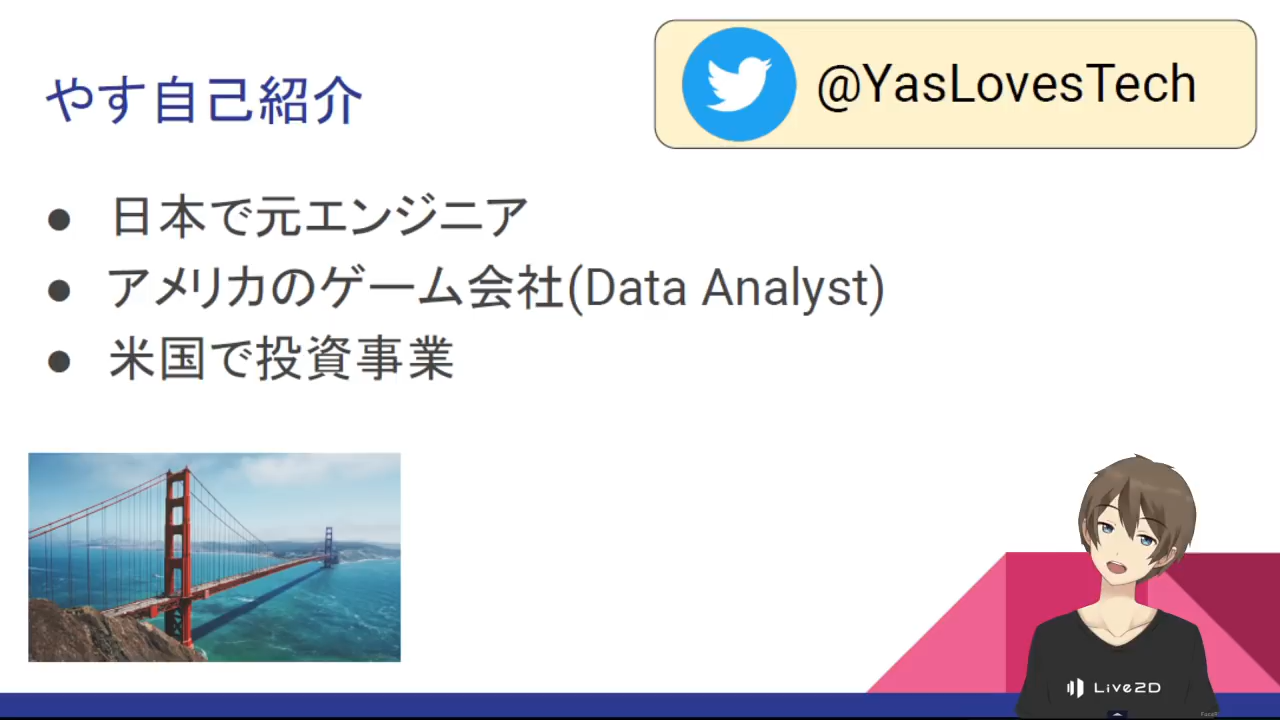 やす自己紹介
@YasLovesTech
● 日本で元エンジニア
● アメリカのゲーム会社(Data Analyst)
● 米国で投資事業
Live2D